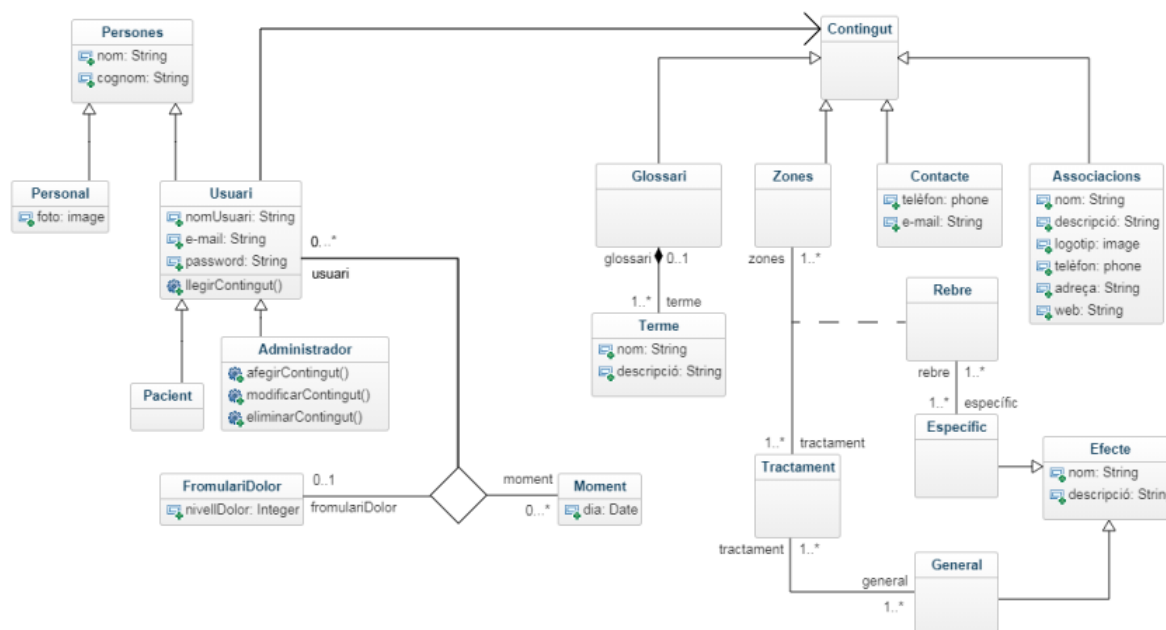 Persones
nom: String
cognom: String
Contingut
Personal
foto: image
Usuari
nomUsuari: String
e-mail: String
password: String
llegirContingut()
0...*
usuari
Glossari
Zones
Contacte
telèfon: phone
e-mail: String
Associacions
nom: String
descripció: String
logotip: image
telèfon: phone
adreça: String
web: String
glossari
0..1
zones
1..*
1..*
terme
Terme
nom: String
descripció: String
Rebre
rebre
1..*
1..*
específic
Pacient
Administrador
afegirContingut()
modificarContingut()
eliminarContingut()
1..*
tractament
Específic
Efecte
nom: String
descripció: Strin
Tractament
FromulariDolor
nivellDolor: Integer
0..1
fromulariDolor
moment
0...*
Moment
dia: Date
tractament
1..*
general
1..*
General